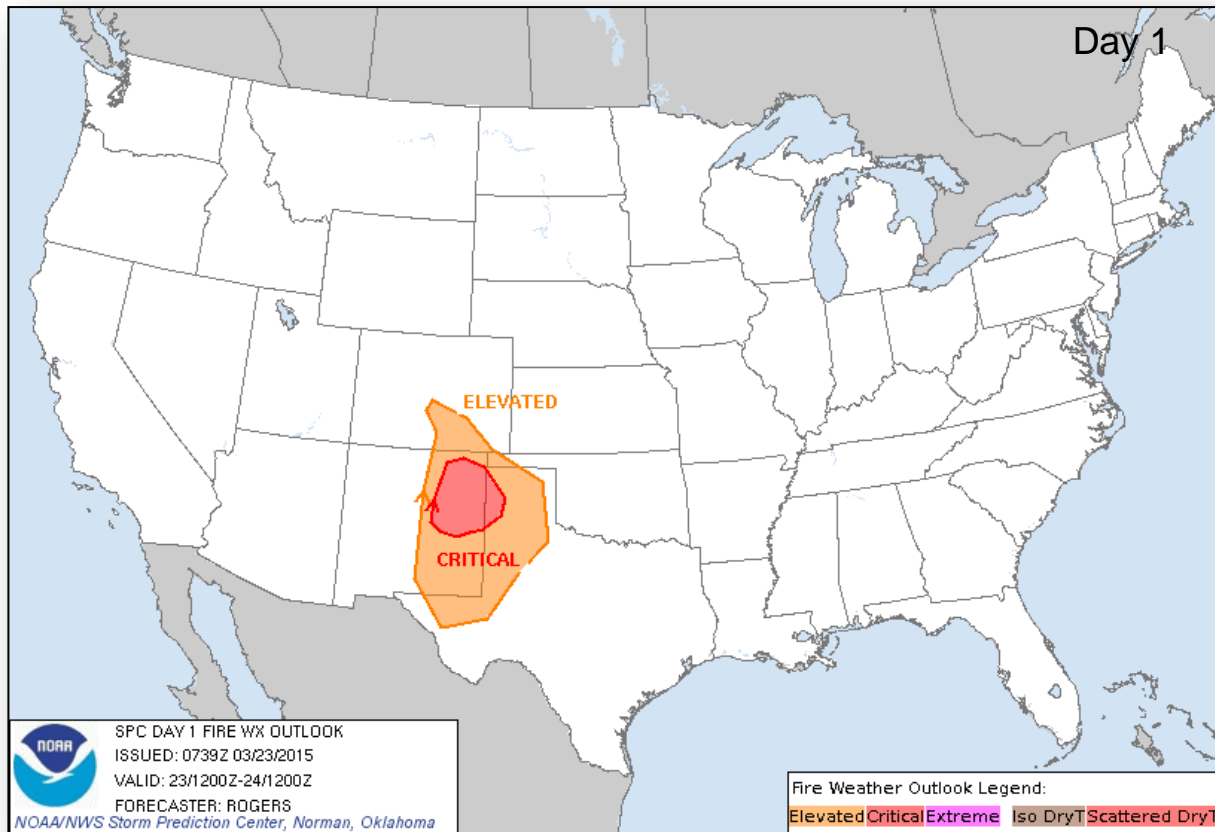 Day 1
ELEVATED
CRITICAL
NOAA
SPC DAY 1 FIRE WX OUTLOOK
ISSUED: 0739Z 03/23/2015
VALID: 23/1200Z-24/1200Z
FORECASTER: ROGERS
NOAA/NWS Storm Prediction Center, Norman, Oklahoma
Fire Weather Outlook Legend:
Elevated Critical Extreme Iso DryT Scattered DryT